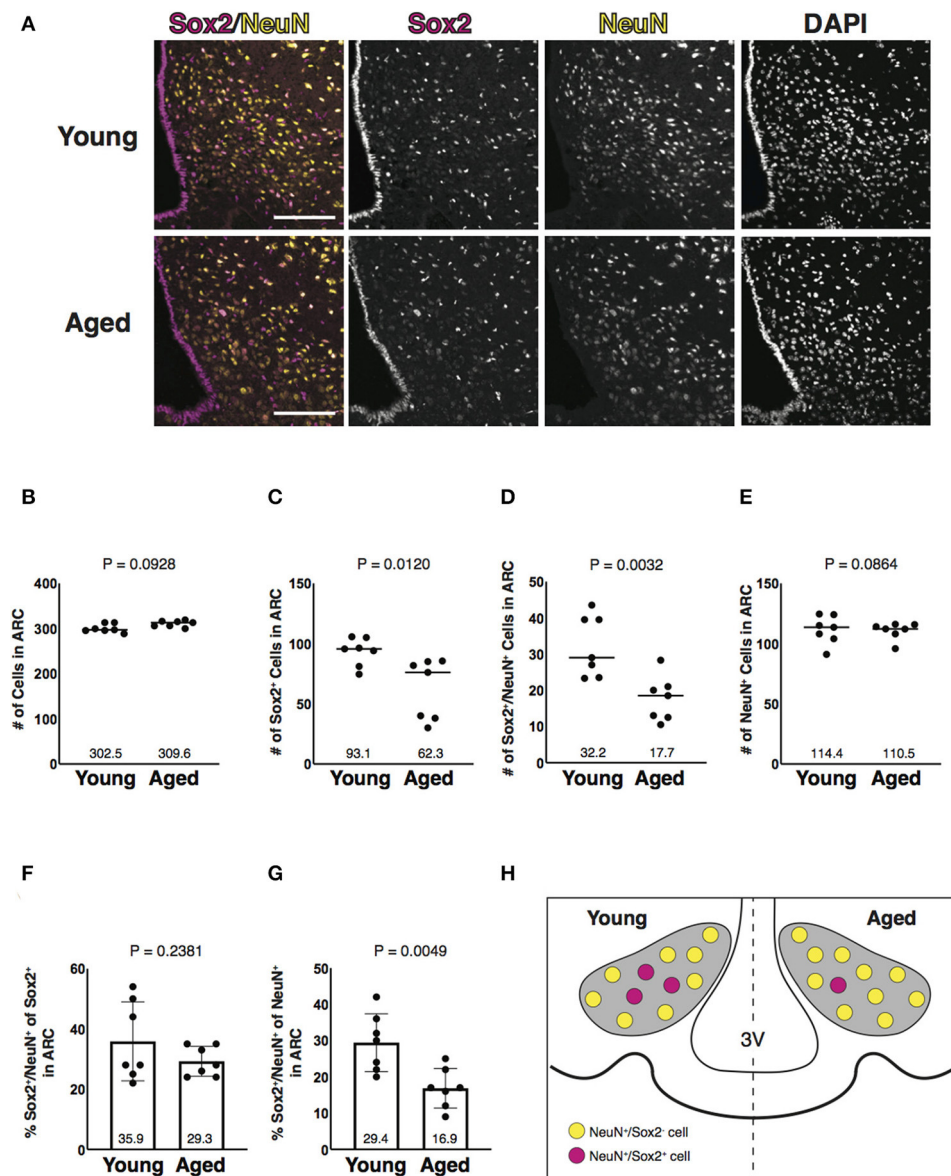 A
Sox2/NeuN
Sox2
NeuN
DAPI
Young
Aged
B
C
D
E
P = 0.0928
P = 0.0120
P = 0.0032
P = 0.0864
# of Cells in ARC
400
300
200
100
0
302.5
309.6
Young
Aged
# of Sox2⁺ Cells in ARC
150
100
50
0
93.1
62.3
Young
Aged
# of Sox2⁺/NeuN⁺ Cells in ARC
50
40
30
20
10
0
32.2
17.7
Young
Aged
# of NeuN⁺ Cells in ARC
150
100
50
0
114.4
110.5
Young
Aged
F
G
H
P = 0.2381
% Sox2⁺/NeuN⁺ of Sox2⁺
in ARC
60
40
20
0
35.9
29.3
Young
Aged
P = 0.0049
% Sox2⁺/NeuN⁺ of NeuN⁺
in ARC
50
40
30
20
10
0
29.4
16.9
Young
Aged
Young
Aged
3V
NeuN⁺/Sox2⁻ cell
NeuN⁺/Sox2⁺ cell